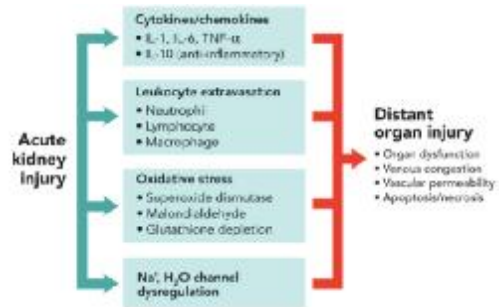 Acute
kidney
injury
Cytokines/chemokines
• IL-1, IL-6, TNF-α
• IL-10 (anti-inflammatory)
Leukocyte extravasation
• Neutrophil
• Lymphocyte
• Macrophage
Oxidative stress
• Superoxide dismutase
• Malondialdehyde
• Glutathione depletion
Na⁺, H₂O channel
dysregulation
Distant
organ injury
• Organ dysfunction
• Venous congestion
• Vascular permeability
• Apoptosis/necrosis